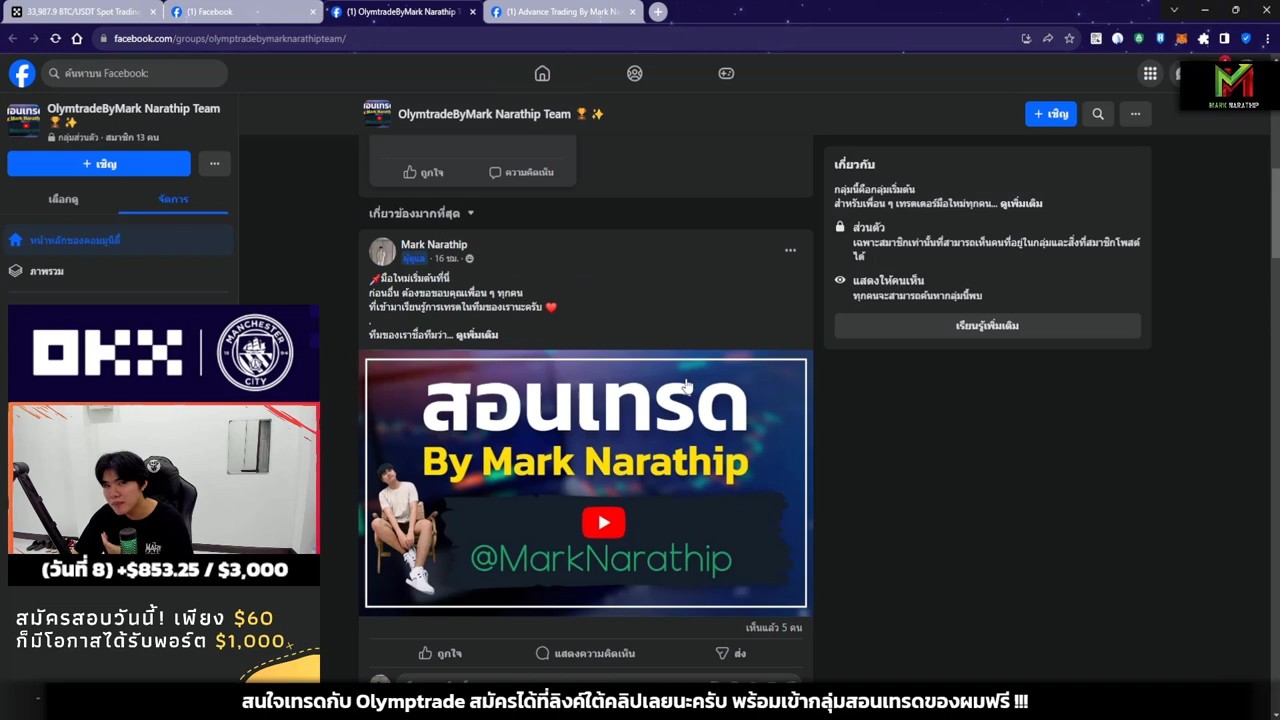 33,987.9 BTC/USDT Spot Trading
(1) Facebook
(1) OlymtradeByMark Narathip
(1) Advance Trading By Mark N
facebook.com/groups/olymptradebymarknarathipteam/
ค้นหาบน Facebook
MARK NARATHIP
OlymtradeByMark Narathip Team 🏆✨
กลุ่มส่วนตัว · สมาชิก 13 คน
+ เชิญ
เลือกดู
จัดการ
หน้าหลักของคอมมูนิตี้
ภาพรวม
OlymtradeByMark Narathip Team 🏆✨
+ เชิญ
ถูกใจ
ความคิดเห็น
เกี่ยวข้องมากที่สุด
Mark Narathip
ผู้ดูแล · 16 ชม.
📌มือใหม่เริ่มต้นที่นี่
ก่อนอื่น ต้องขอขอบคุณเพื่อน ๆ ทุกคน
ที่เข้ามาเรียนรู้การเทรดในทีมของเรานะครับ ❤️
.
ทีมของเราชื่อทีมว่า... ดูเพิ่มเติม
สอนเทรด
By Mark Narathip
@MarkNarathip
เห็นแล้ว 5 คน
ถูกใจ
แสดงความคิดเห็น
ส่ง
เกี่ยวกับ
กลุ่มนี้คือกลุ่มเริ่มต้น
สำหรับเพื่อน ๆ เทรดเดอร์มือใหม่ทุกคน... ดูเพิ่มเติม
ส่วนตัว
เฉพาะสมาชิกเท่านั้นที่สามารถเห็นคนที่อยู่ในกลุ่มและสิ่งที่สมาชิกโพสต์
ได้
แสดงให้คนเห็น
ทุกคนจะสามารถค้นหากลุ่มนี้พบ
เรียนรู้เพิ่มเติม
OKX
MANCHESTER
CITY
(วันที่ 8) +$853.25 / $3,000
สมัครสอบวันนี้! เพียง $60
ก็มีโอกาสได้รับพอร์ต $1,000
สนใจเทรดกับ Olymptrade สมัครได้ที่ลิงค์ใต้คลิปเลยนะครับ พร้อมเข้ากลุ่มสอนเทรดของผมฟรี !!!